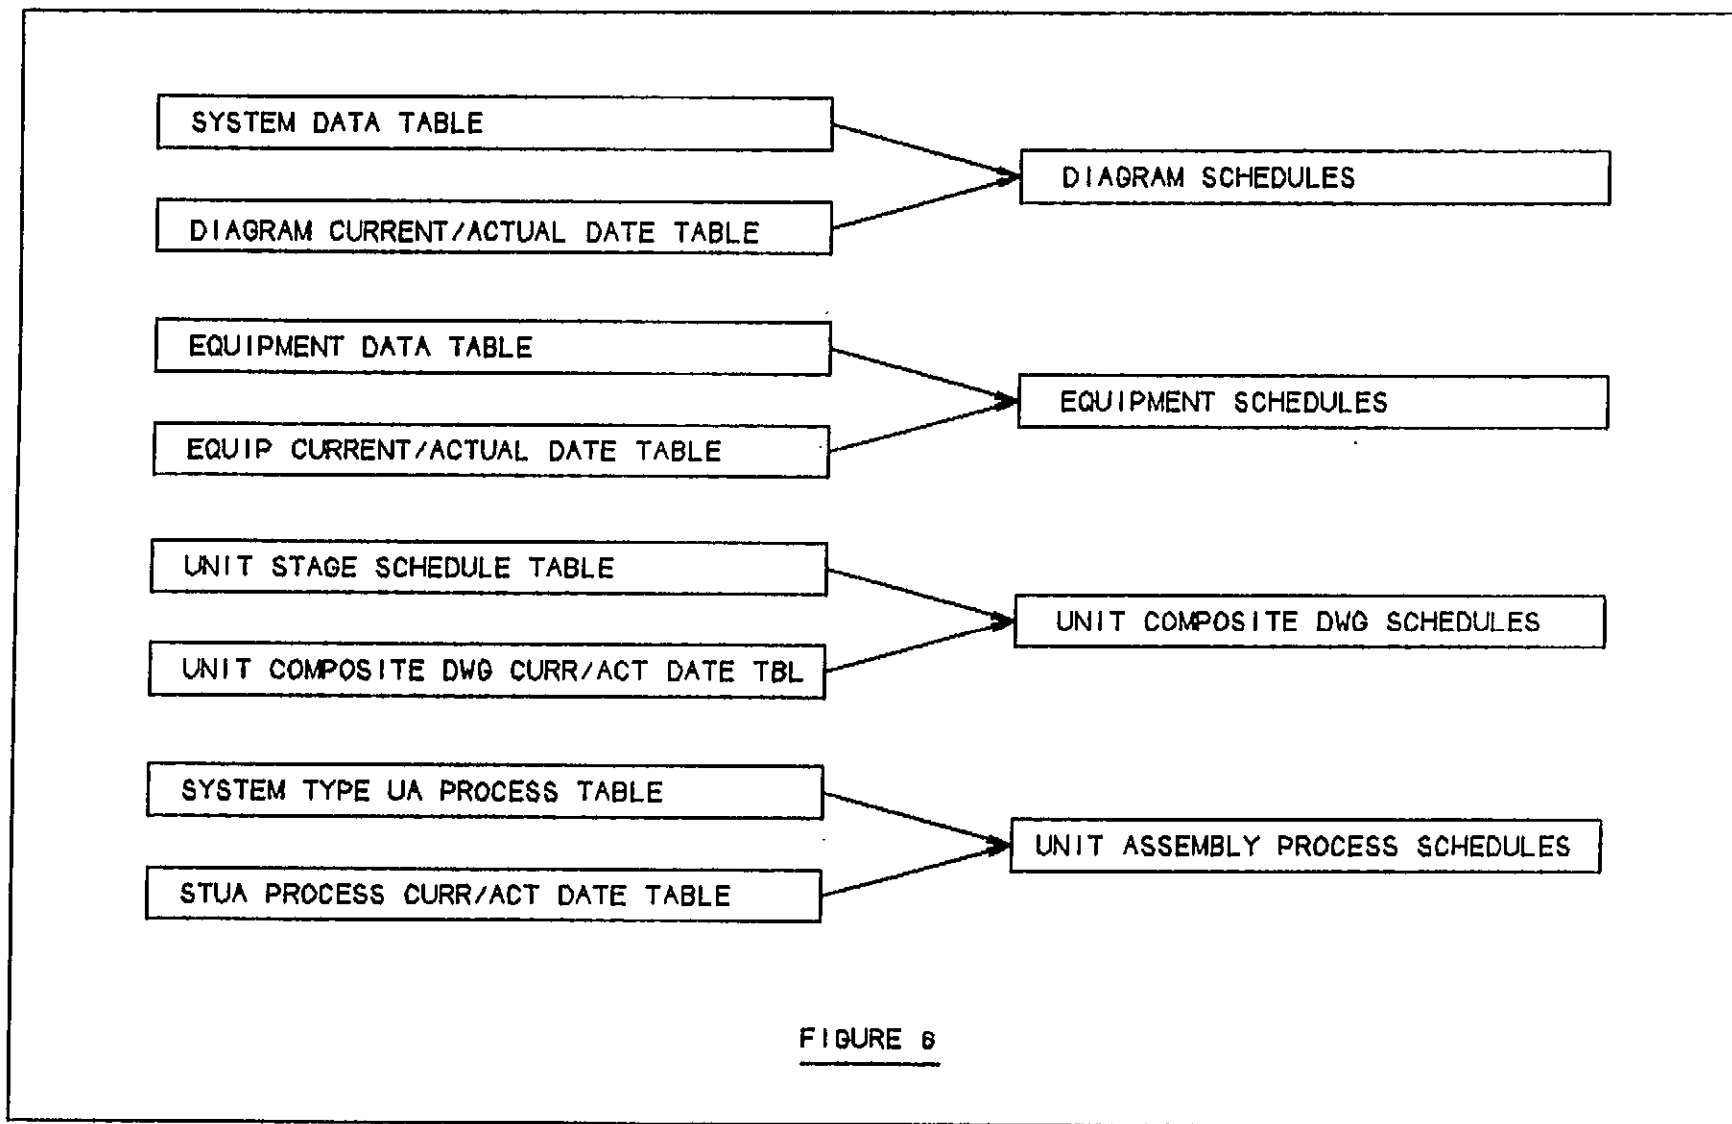 SYSTEM DATA TABLE
DIAGRAM CURRENT/ACTUAL DATE TABLE
DIAGRAM SCHEDULES
EQUIPMENT DATA TABLE
EQUIP CURRENT/ACTUAL DATE TABLE
EQUIPMENT SCHEDULES
UNIT STAGE SCHEDULE TABLE
UNIT COMPOSITE DWG CURR/ACT DATE TBL
UNIT COMPOSITE DWG SCHEDULES
SYSTEM TYPE UA PROCESS TABLE
STUA PROCESS CURR/ACT DATE TABLE
UNIT ASSEMBLY PROCESS SCHEDULES
FIGURE 6